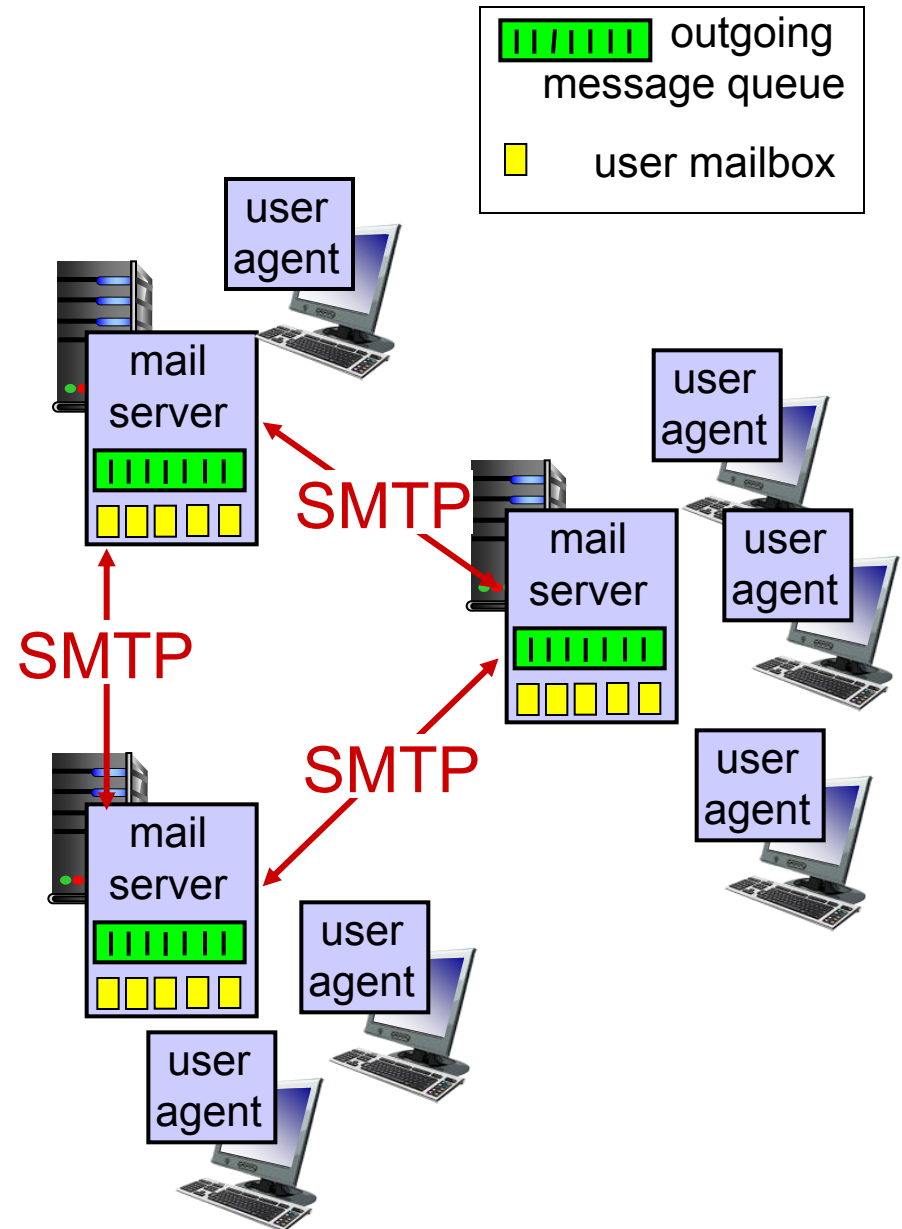 outgoing
message queue
user mailbox
user
agent
mail
server
SMTP
user
agent
mail
server
user
agent
SMTP
user
agent
SMTP
mail
server
user
agent
user
agent